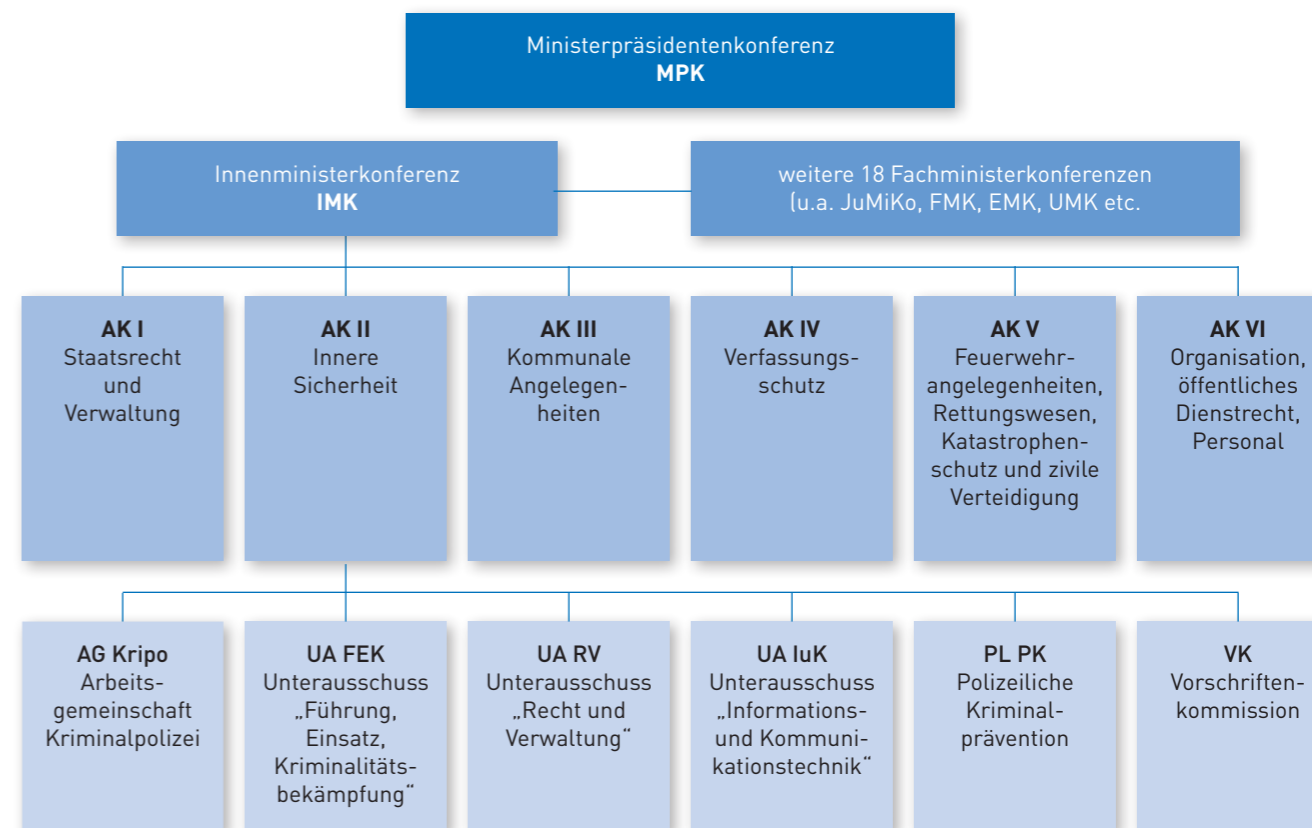 Ministerpräsidentenkonferenz
MPK
Innenministerkonferenz
IMK
weitere 18 Fachministerkonferenzen
(u.a. JuMiKo, FMK, EMK, UMK etc.
AK I
Staatsrecht
und
Verwaltung
AK II
Innere
Sicherheit
AK III
Kommunale
Angelegen-
heiten
AK IV
Verfassungs-
schutz
AK V
Feuerwehr-
angelegenheiten,
Rettungswesen,
Katastrophen-
schutz und zivile
Verteidigung
AK VI
Organisation,
öffentliches
Dienstrecht,
Personal
AG Kripo
Arbeits-
gemeinschaft
Kriminalpolizei
UA FEK
Unterausschuss
„Führung,
Einsatz,
Kriminalitäts-
bekämpfung“
UA RV
Unterausschuss
„Recht und
Verwaltung“
UA IuK
Unterausschuss
„Informations-
und Kommuni-
kationstechnik“
PL PK
Polizeiliche
Kriminal-
prävention
VK
Vorschriften-
kommission